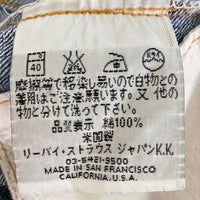 40
摩擦等で移染し易いので白物との
着用はご注意願います。又、他の
物と分けて洗って下さい。
品質表示 綿100%
米国製
リーバイ・ストラウス ジャパンK.K.
03-5421-9500
MADE IN SAN FRANCISCO
CALIFORNIA, U.S.A.